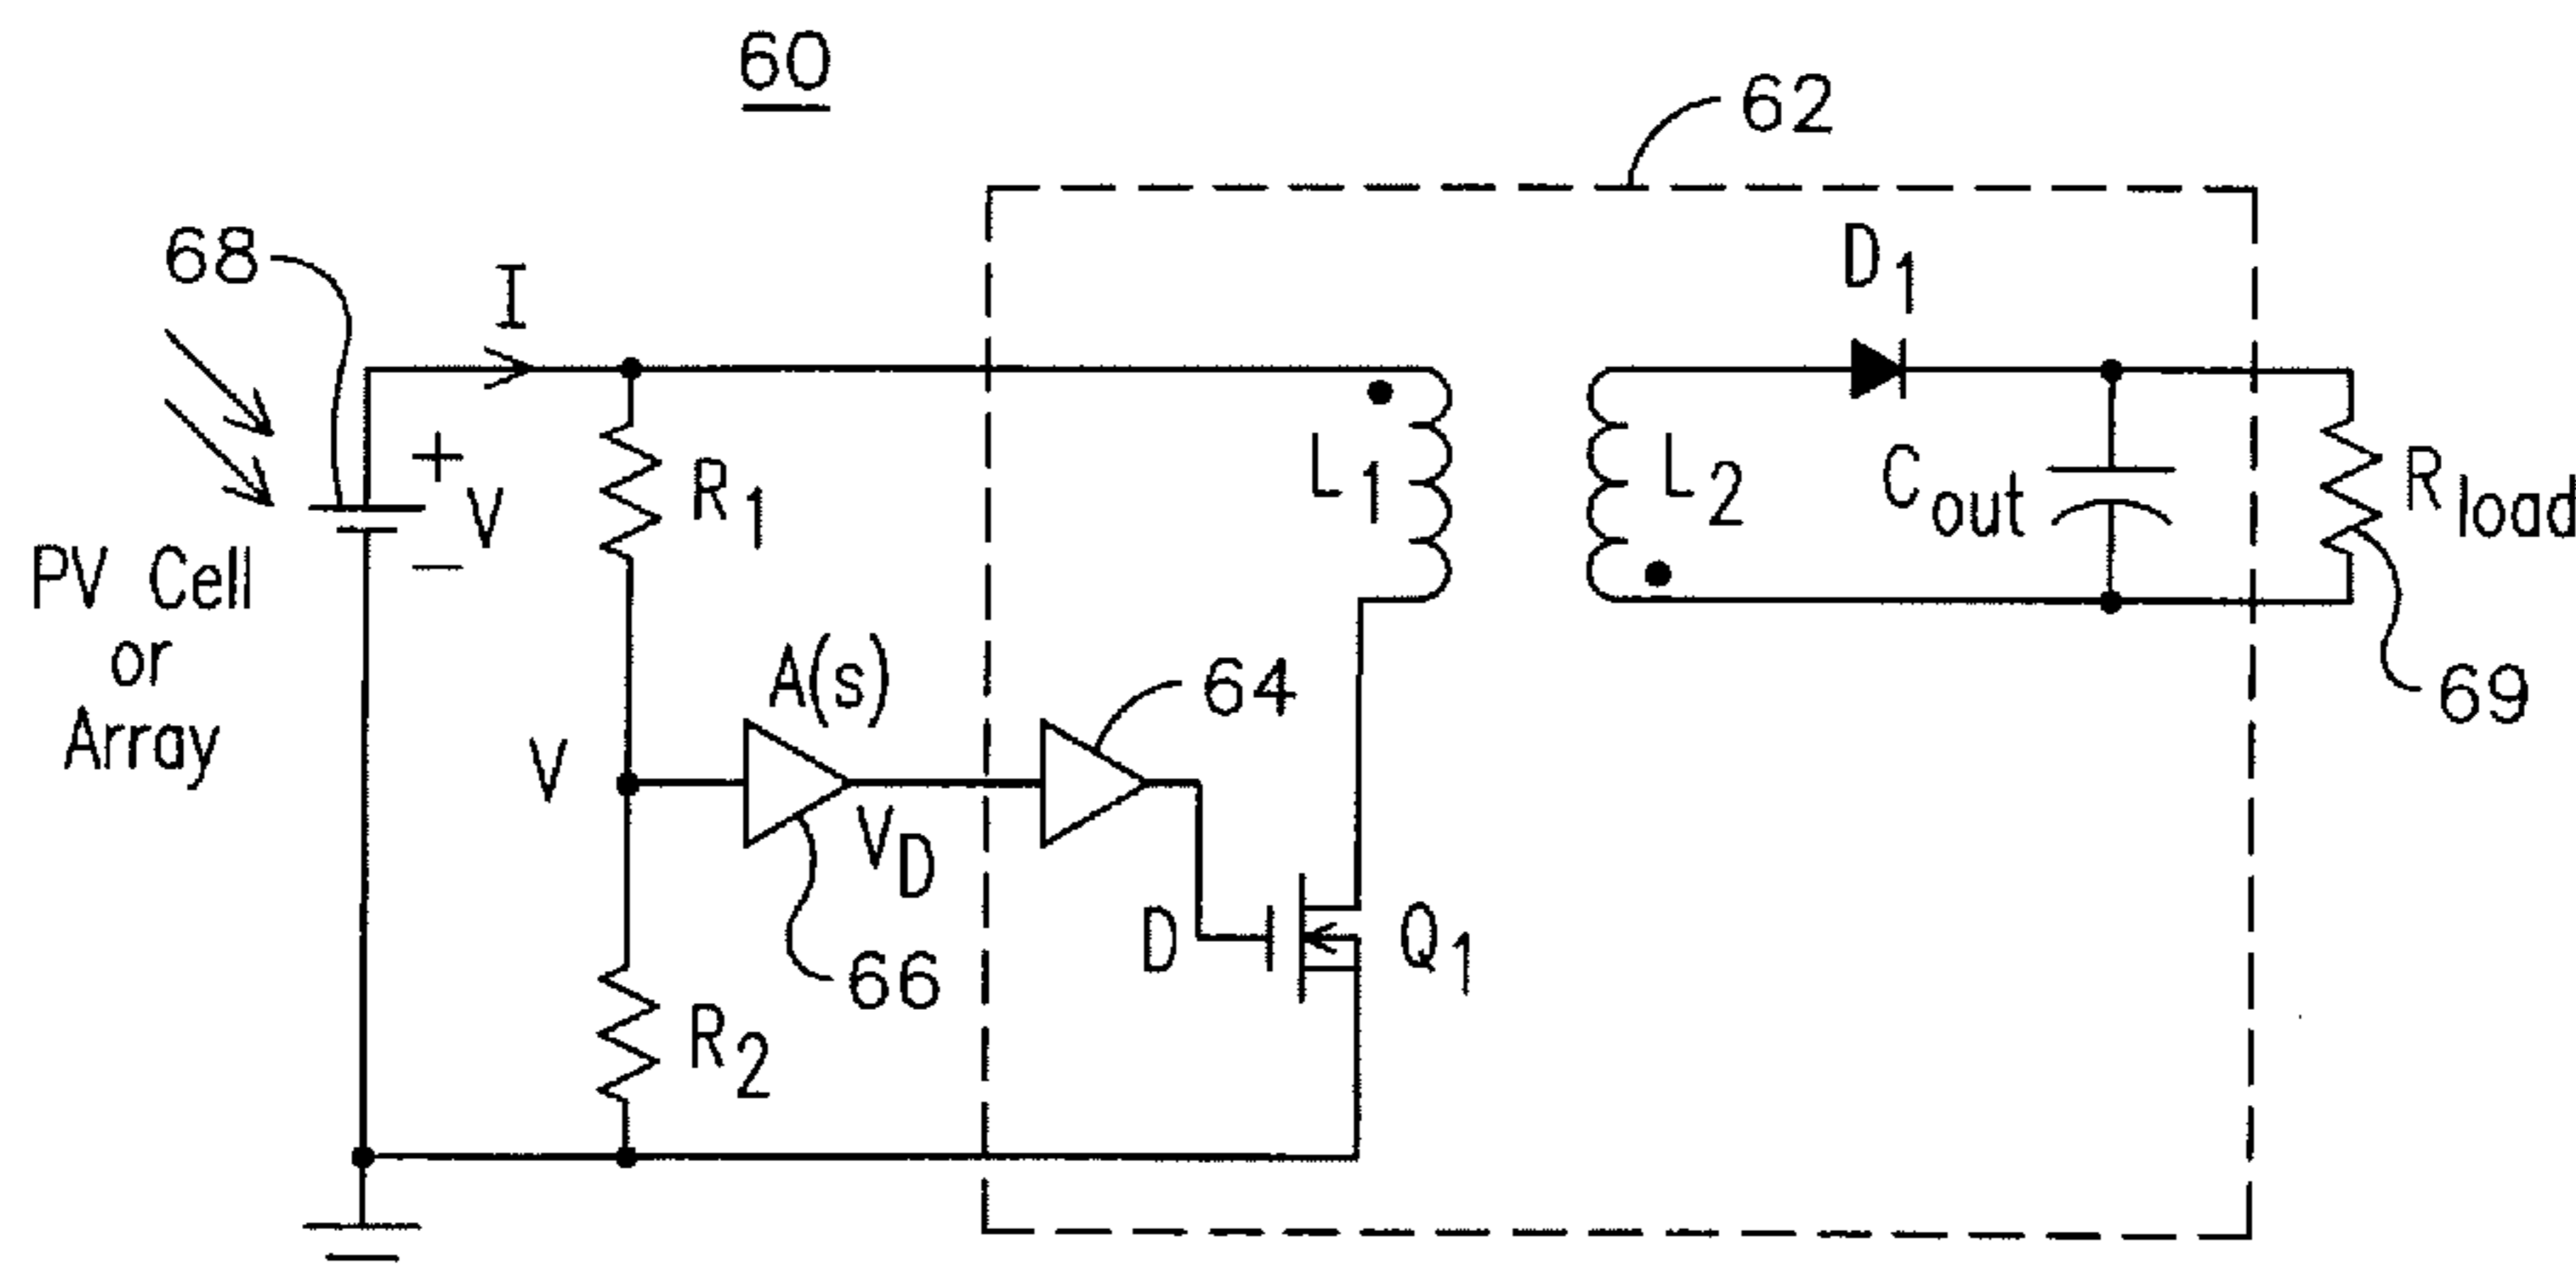 60
62
68
I
D1
+
V
−
R1
L1
L2
Cout
Rload
PV Cell
or
Array
A(s)
64
69
V
VD
D
Q1
66
R2